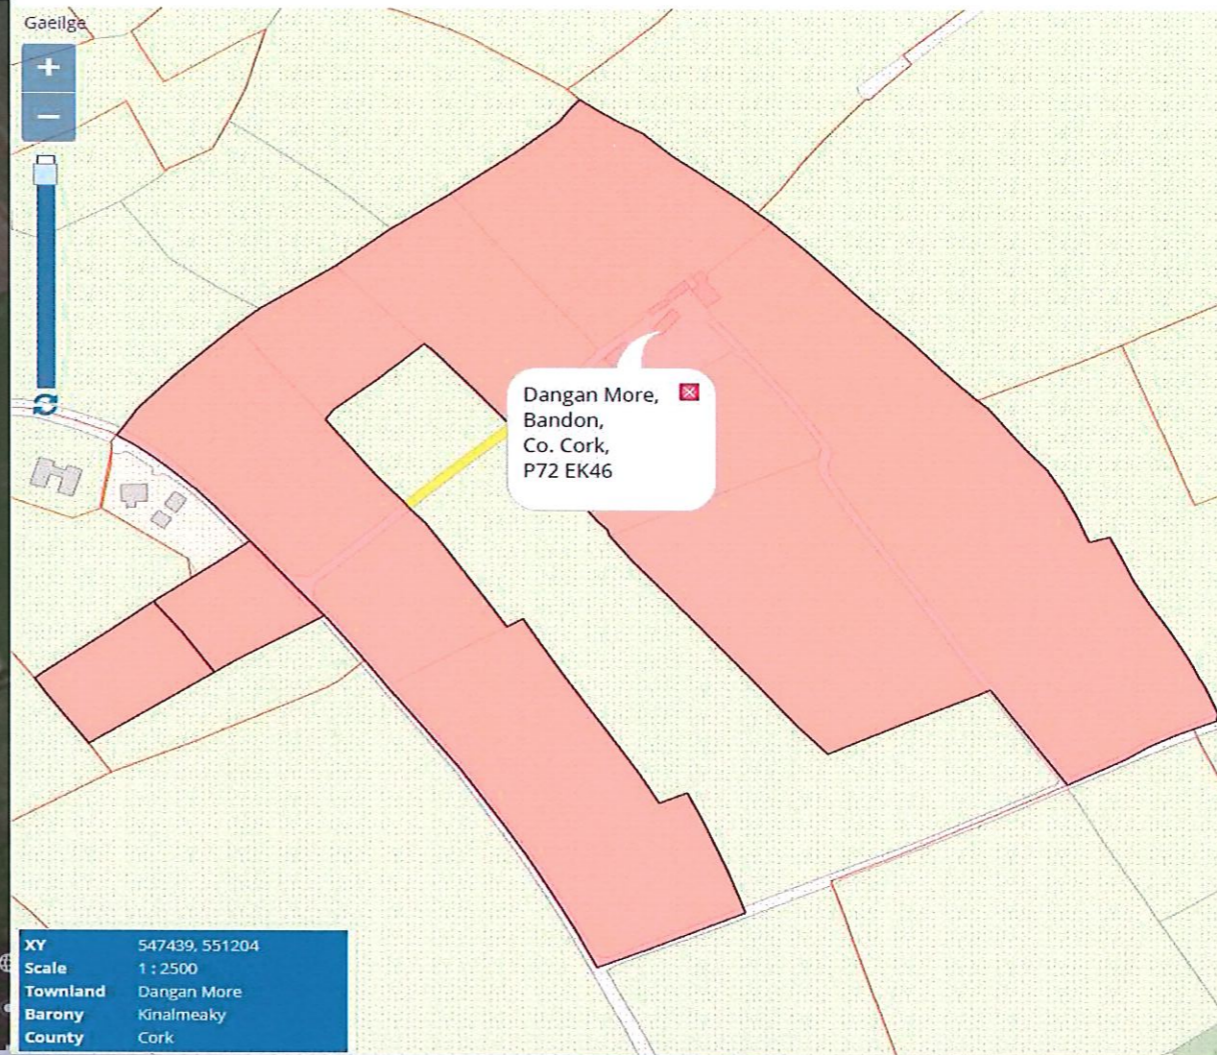 Gaeilge
+
−
Dangan More,
Bandon,
Co. Cork,
P72 EK46
XY 547439, 551204
Scale 1 : 2500
Townland Dangan More
Barony Kinalmeaky
County Cork